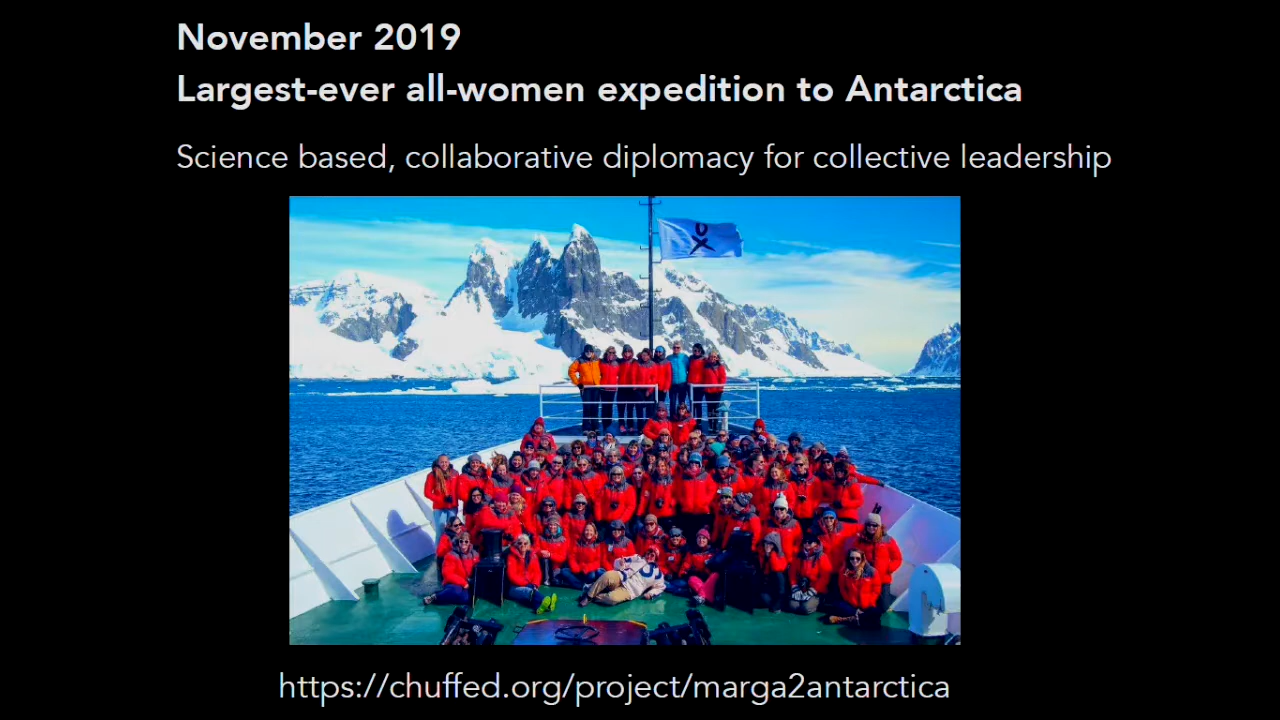 November 2019
Largest-ever all-women expedition to Antarctica
Science based, collaborative diplomacy for collective leadership
https://chuffed.org/project/marga2antarctica